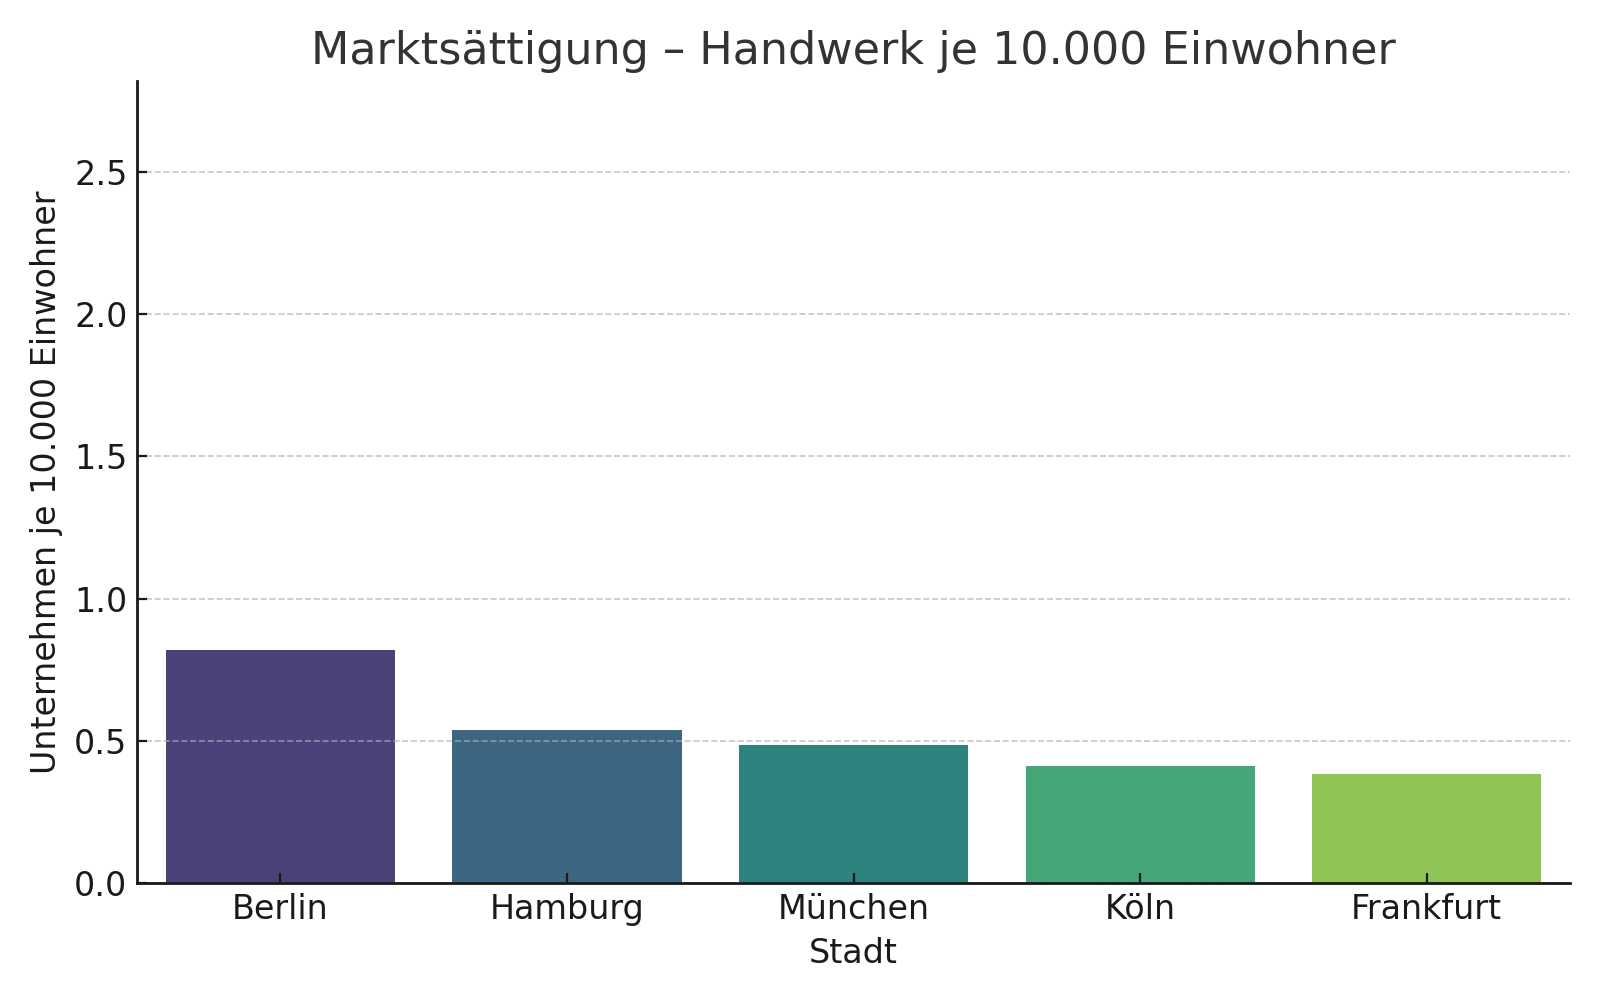 Marktsättigung – Handwerk je 10.000 Einwohner
Unternehmen je 10.000 Einwohner
2.5
2.0
1.5
1.0
0.5
0.0
Berlin Hamburg München Köln Frankfurt
Stadt